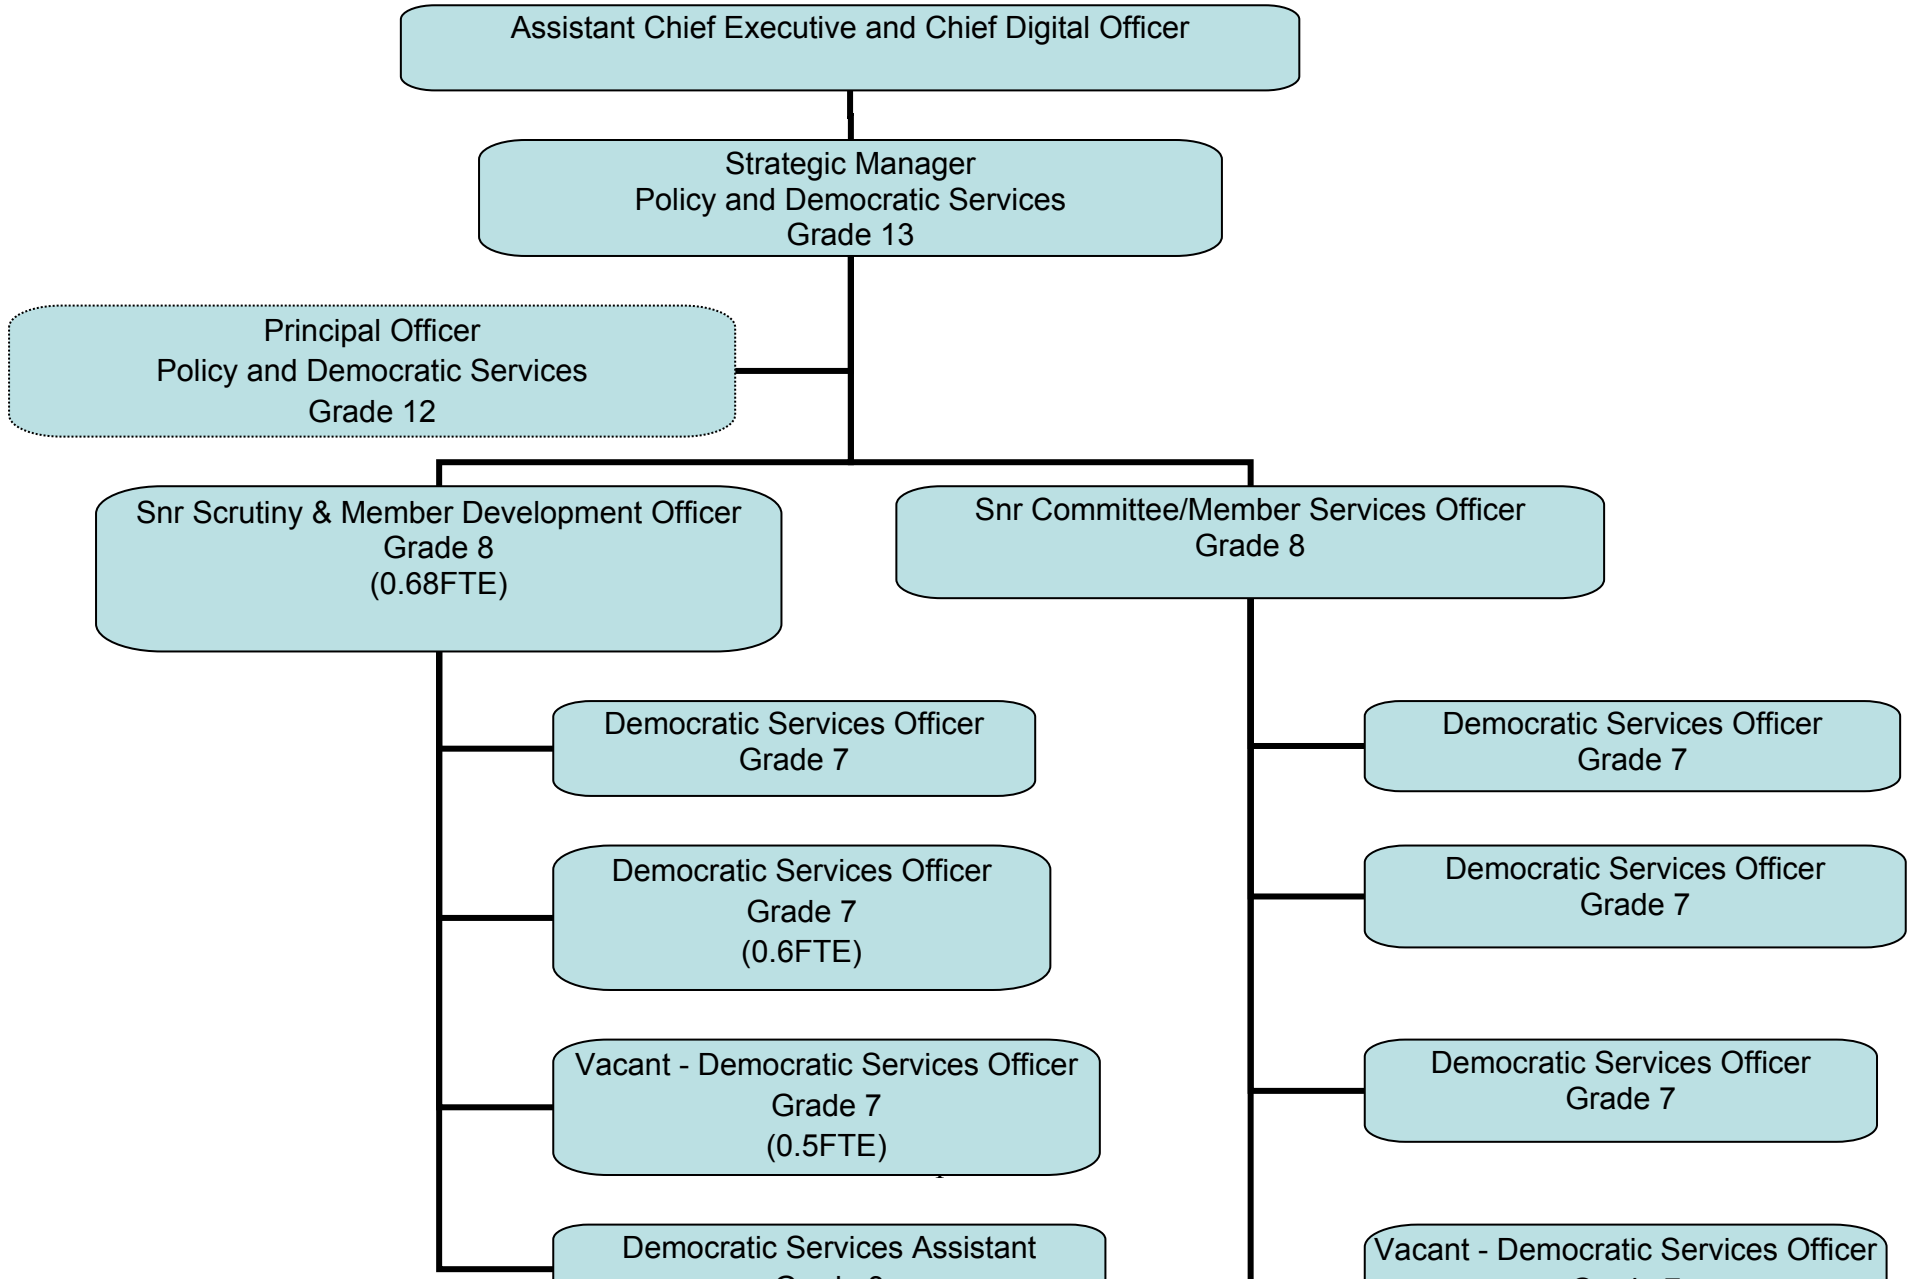 Assistant Chief Executive and Chief Digital Officer
Strategic Manager
Policy and Democratic Services
Grade 13
Principal Officer
Policy and Democratic Services
Grade 12
Snr Scrutiny & Member Development Officer
Grade 8
(0.68FTE)
Snr Committee/Member Services Officer
Grade 8
Democratic Services Officer
Grade 7
Democratic Services Officer
Grade 7
(0.6FTE)
Vacant - Democratic Services Officer
Grade 7
(0.5FTE)
Democratic Services Assistant
Democratic Services Officer
Grade 7
Democratic Services Officer
Grade 7
Democratic Services Officer
Grade 7
Vacant - Democratic Services Officer